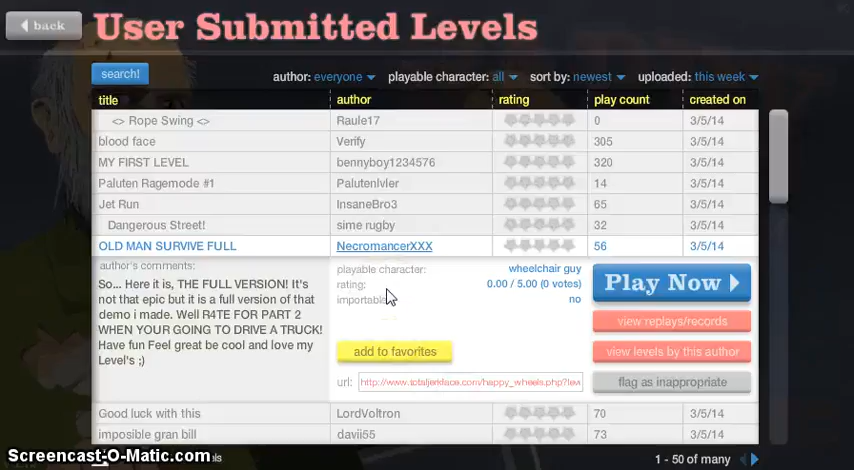 back
User Submitted Levels
search!
author: everyone playable character: all sort by: newest uploaded: this week
title author rating play count created on
<> Rope Swing <> Raule17 0 3/5/14
blood face Verify 305 3/5/14
MY FIRST LEVEL bennyboy1234576 320 3/5/14
Paluten Ragemode #1 Palutenlvler 14 3/5/14
Jet Run InsaneBro3 65 3/5/14
Dangerous Street! sime rugby 32 3/5/14
OLD MAN SURVIVE FULL NecromancerXXX 56 3/5/14
author's comments:
So... Here it is, THE FULL VERSION! It's
not that epic but it is a full version of that
demo i made. Well R4TE FOR PART 2
WHEN YOUR GOING TO DRIVE A TRUCK!
Have fun Feel great be cool and love my
Level's ;)
playable character: wheelchair guy
rating: 0.00 / 5.00 (0 votes)
importable no
add to favorites
url: http://www.totaljerkface.com/happy_wheels.php?lev
Play Now
view replays/records
view levels by this author
flag as inappropriate
Good luck with this LordVoltron 70 3/5/14
imposible gran bill davii55 73 3/5/14
Screencast-O-Matic.com
1 - 50 of many